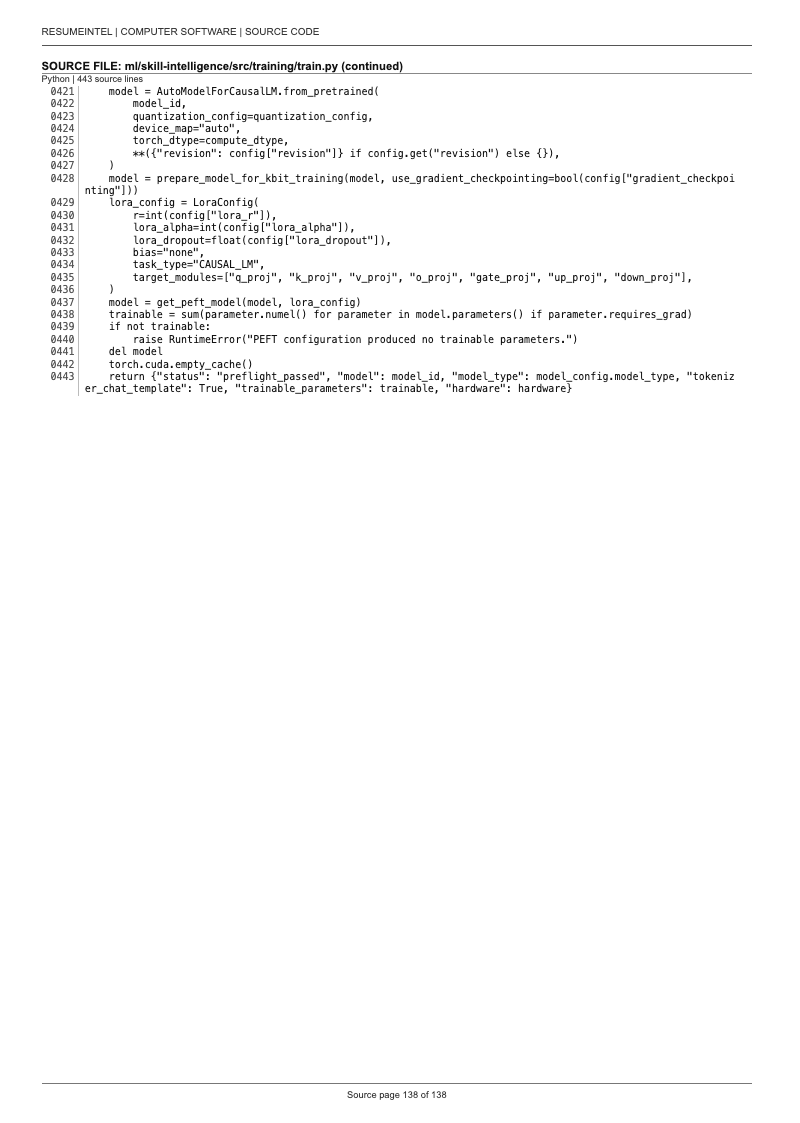 RESUMEINTEL | COMPUTER SOFTWARE | SOURCE CODE
SOURCE FILE: ml/skill-intelligence/src/training/train.py (continued)
Python | 443 source lines
0421     model = AutoModelForCausalLM.from_pretrained(
0422         model_id,
0423         quantization_config=quantization_config,
0424         device_map="auto",
0425         torch_dtype=compute_dtype,
0426         **({"revision": config["revision"]} if config.get("revision") else {}),
0427     )
0428     model = prepare_model_for_kbit_training(model, use_gradient_checkpointing=bool(config["gradient_checkpoi
nting"]))
0429     lora_config = LoraConfig(
0430         r=int(config["lora_r"]),
0431         lora_alpha=int(config["lora_alpha"]),
0432         lora_dropout=float(config["lora_dropout"]),
0433         bias="none",
0434         task_type="CAUSAL_LM",
0435         target_modules=["q_proj", "k_proj", "v_proj", "o_proj", "gate_proj", "up_proj", "down_proj"],
0436     )
0437     model = get_peft_model(model, lora_config)
0438     trainable = sum(parameter.numel() for parameter in model.parameters() if parameter.requires_grad)
0439     if not trainable:
0440         raise RuntimeError("PEFT configuration produced no trainable parameters.")
0441     del model
0442     torch.cuda.empty_cache()
0443     return {"status": "preflight_passed", "model": model_id, "model_type": model_config.model_type, "tokeniz
er_chat_template": True, "trainable_parameters": trainable, "hardware": hardware}
Source page 138 of 138